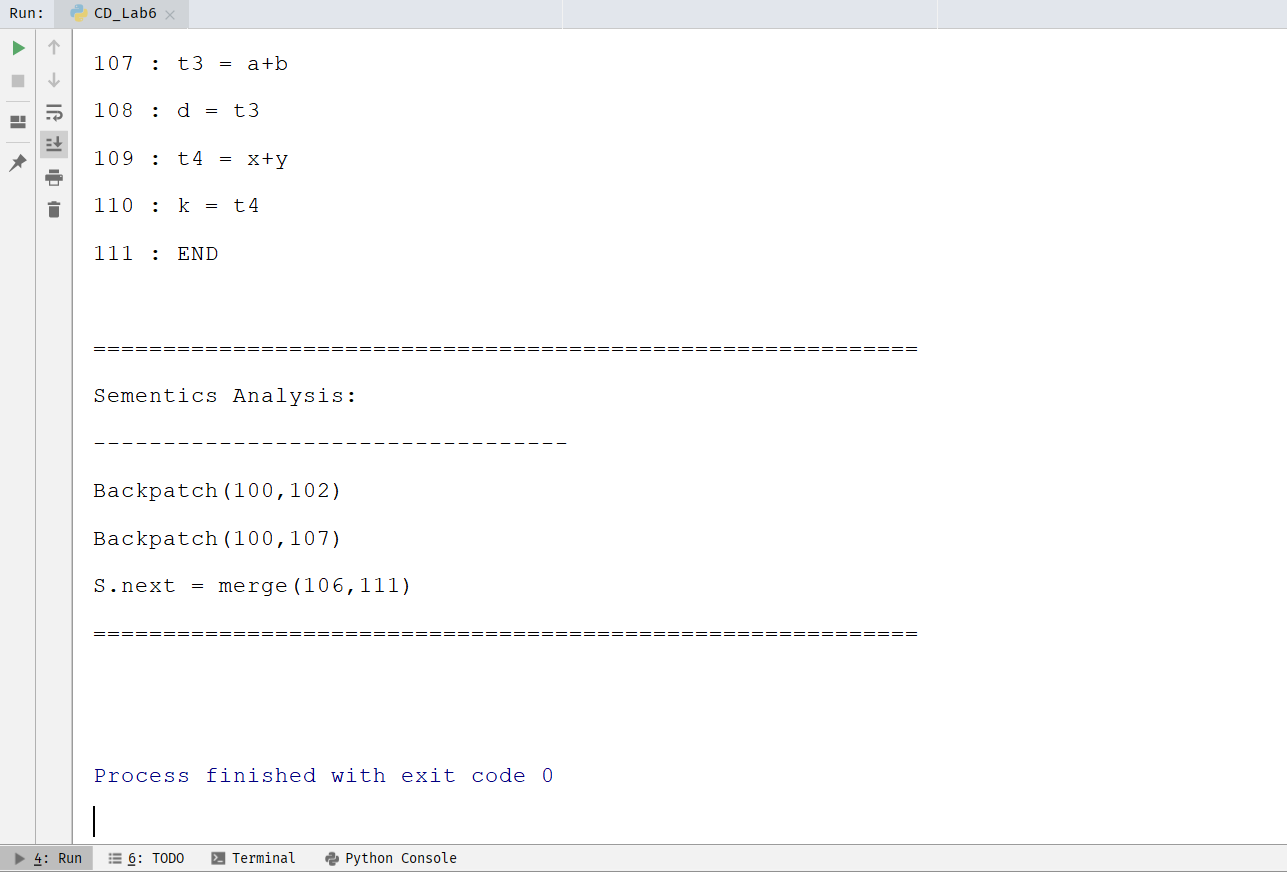 Run: CD_Lab6
107 : t3 = a+b
108 : d = t3
109 : t4 = x+y
110 : k = t4
111 : END
===========================================================
Sementics Analysis:
----------------------------------
Backpatch(100,102)
Backpatch(100,107)
S.next = merge(106,111)
===========================================================
Process finished with exit code 0
4: Run 6: TODO Terminal Python Console